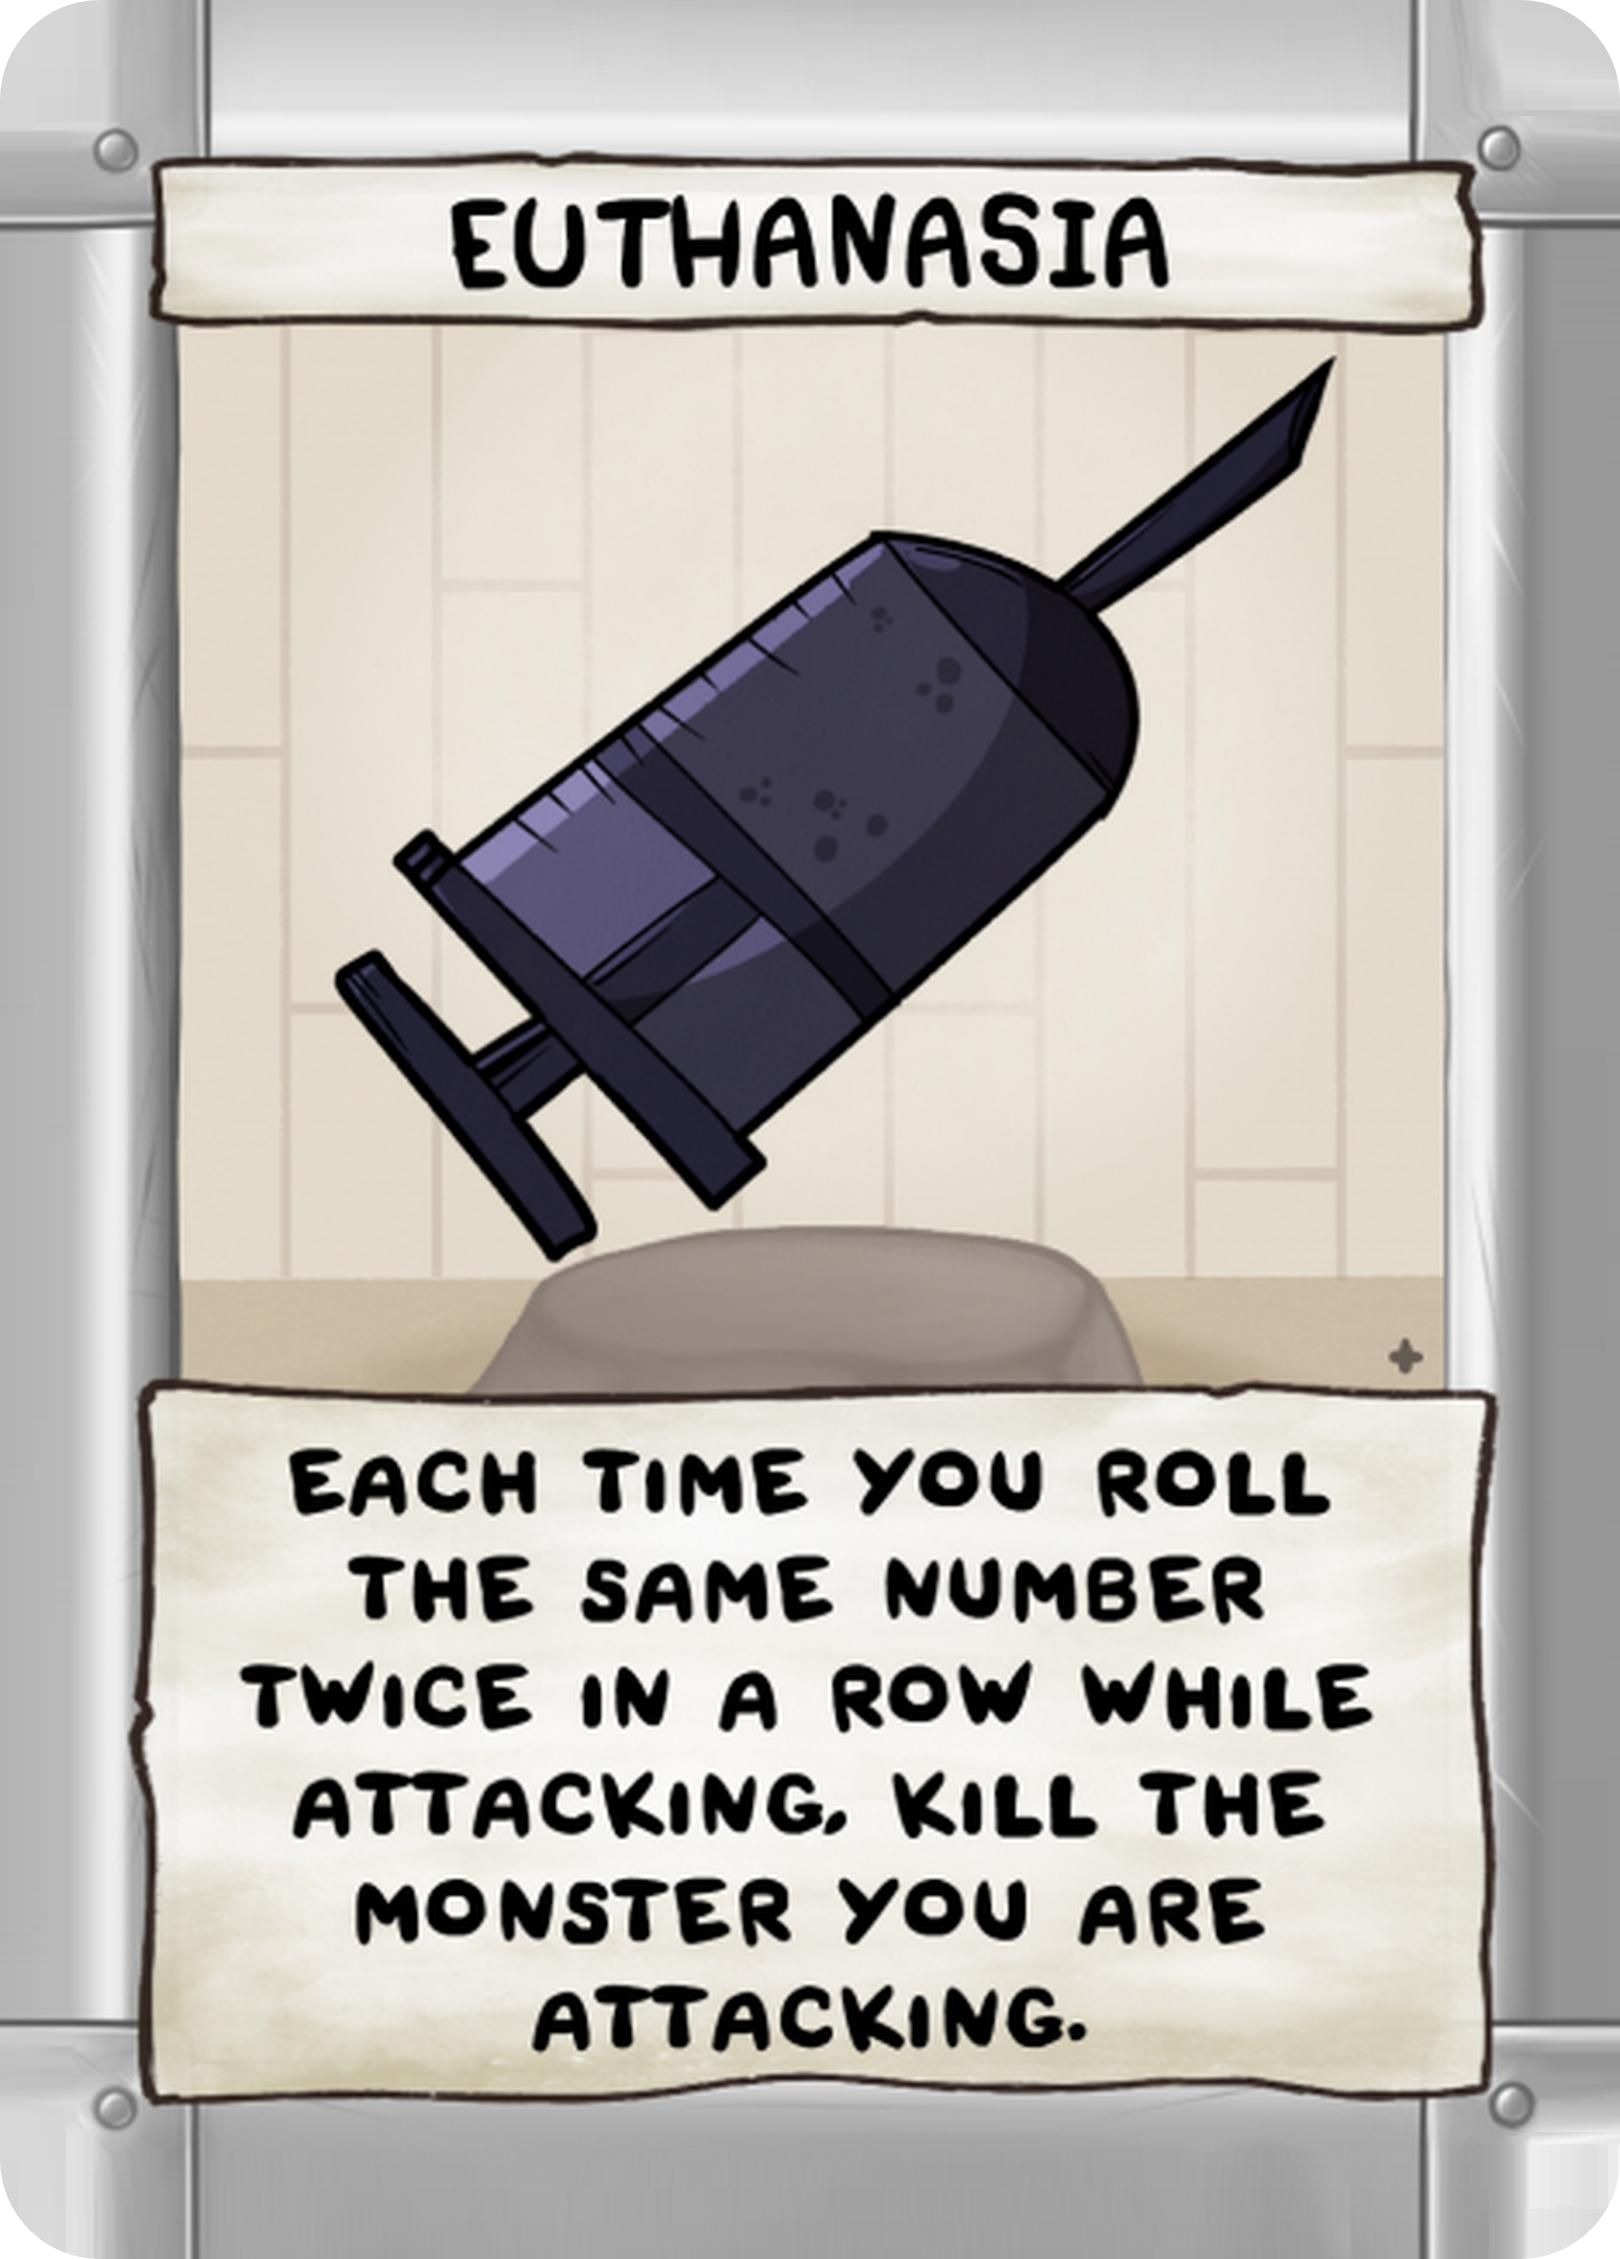 EUTHANASIA
EACH TIME YOU ROLL
THE SAME NUMBER
TWICE IN A ROW WHILE
ATTACKING, KILL THE
MONSTER YOU ARE
ATTACKING.